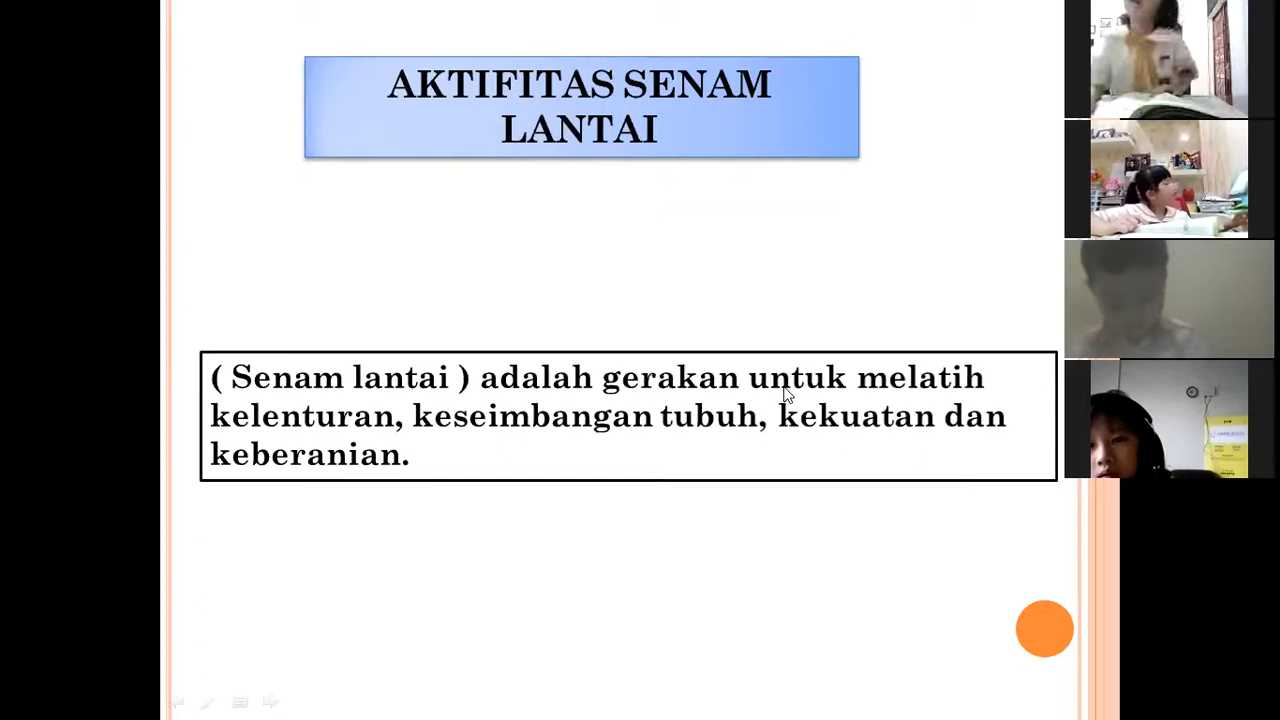 AKTIFITAS SENAM
LANTAI
( Senam lantai ) adalah gerakan untuk melatih
kelenturan, keseimbangan tubuh, kekuatan dan
keberanian.